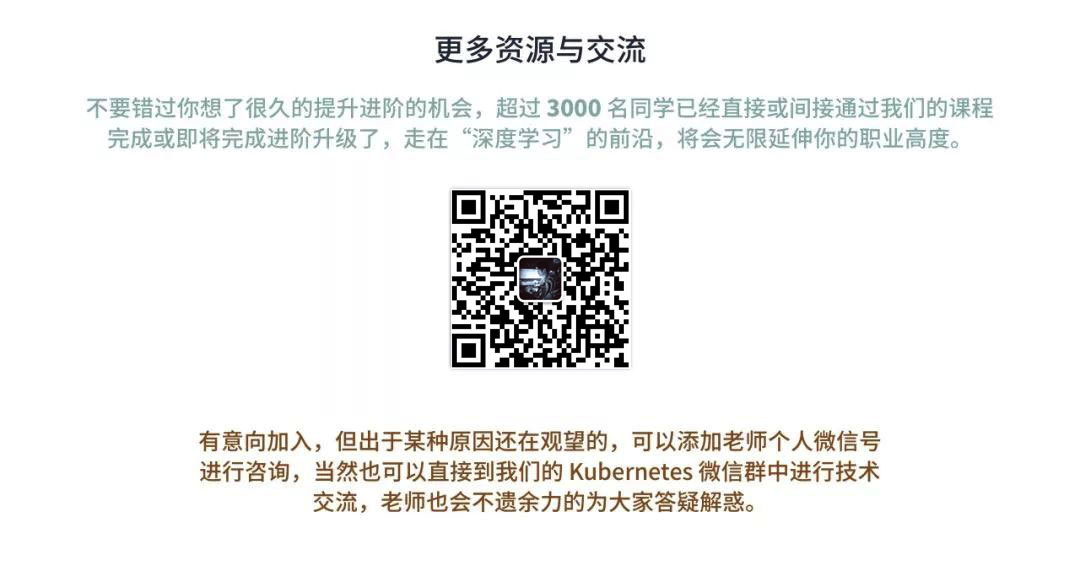 更多资源与交流
不要错过你想了很久的提升进阶的机会，超过 3000 名同学已经直接或间接通过我们的课程
完成或即将完成进阶升级了，走在“深度学习”的前沿，将会无限延伸你的职业高度。
有意向加入，但出于某种原因还在观望的，可以添加老师个人微信号
进行咨询，当然也可以直接到我们的 Kubernetes 微信群中进行技术
交流，老师也会不遗余力的为大家答疑解惑。